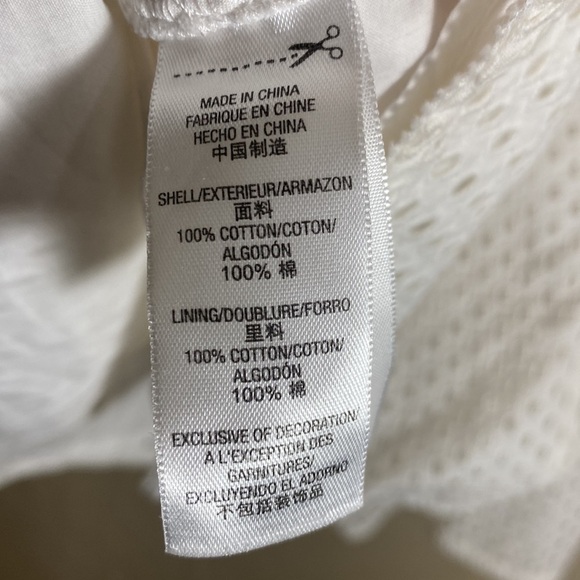 MADE IN CHINA
FABRIQUE EN CHINE
HECHO EN CHINA
中国制造
SHELL/EXTERIEUR/ARMAZON
面料
100% COTTON/COTON/
ALGODÓN
100% 棉
LINING/DOUBLURE/FORRO
里料
100% COTTON/COTON/
ALGODÓN
100% 棉
EXCLUSIVE OF DECORATION/
A L'EXCEPTION DES
GARNITURES/
EXCLUYENDO EL ADORNO
不包括装饰品